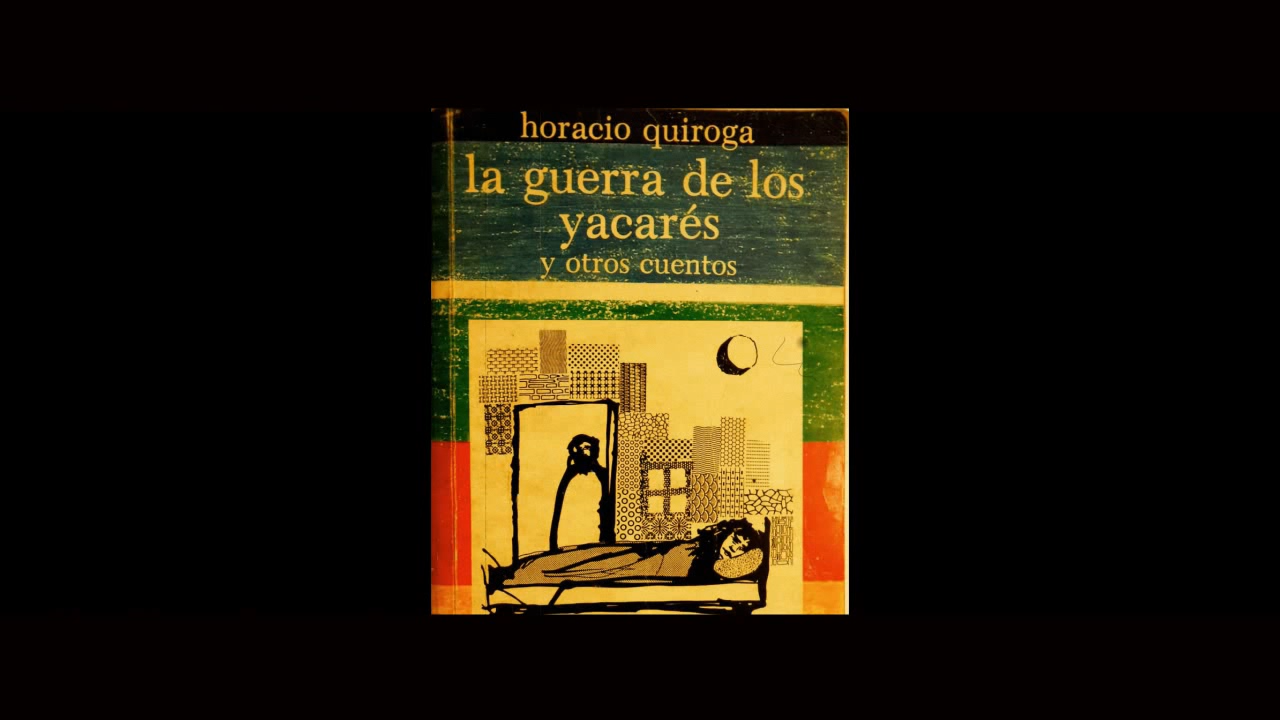 horacio quiroga
la guerra de los
yacarés
y otros cuentos